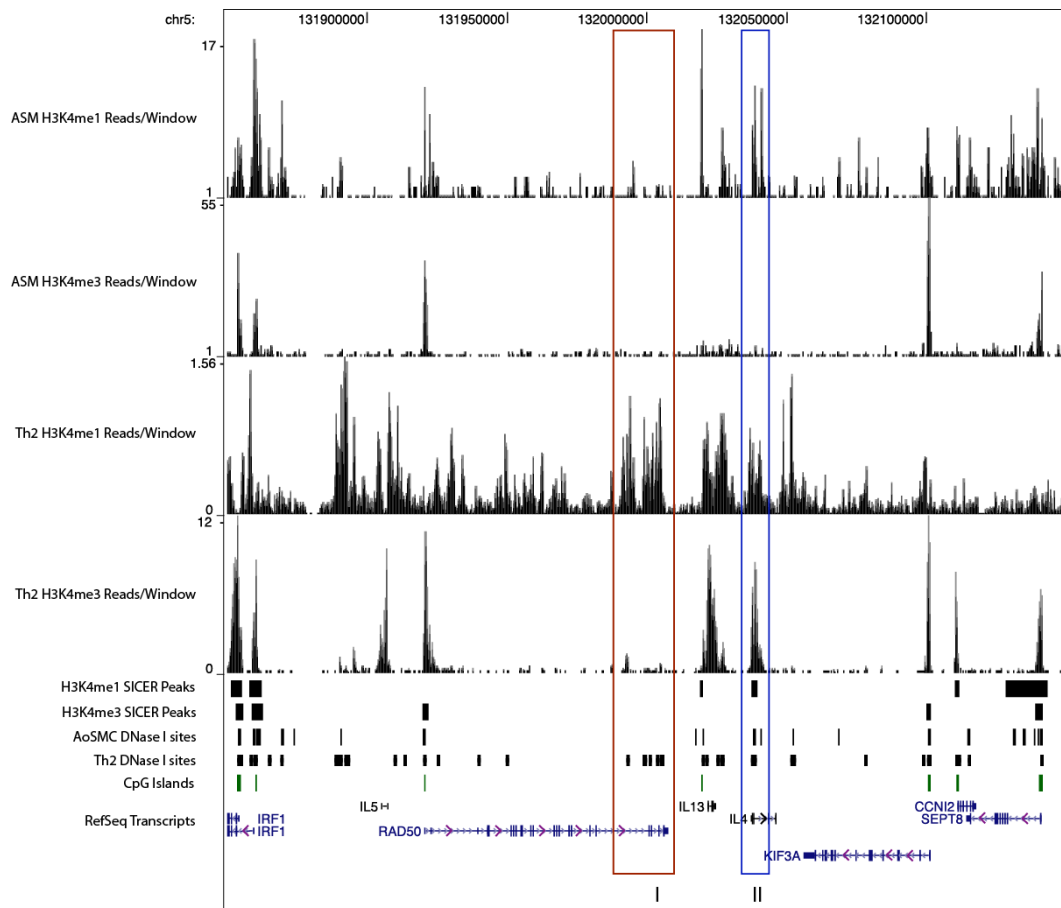 chr5: 131900000 131950000 132000000 132050000 132100000
17
ASM H3K4me1 Reads/Window
1
55
ASM H3K4me3 Reads/Window
1
1.56
Th2 H3K4me1 Reads/Window
0
12
Th2 H3K4me3 Reads/Window
0
H3K4me1 SICER Peaks
H3K4me3 SICER Peaks
AoSMC DNase I sites
Th2 DNase I sites
CpG Islands
IL5 IL13 CCNI2
RefSeq Transcripts IRF1 IL4 SEPT8
IRF1 RAD50
KIF3A